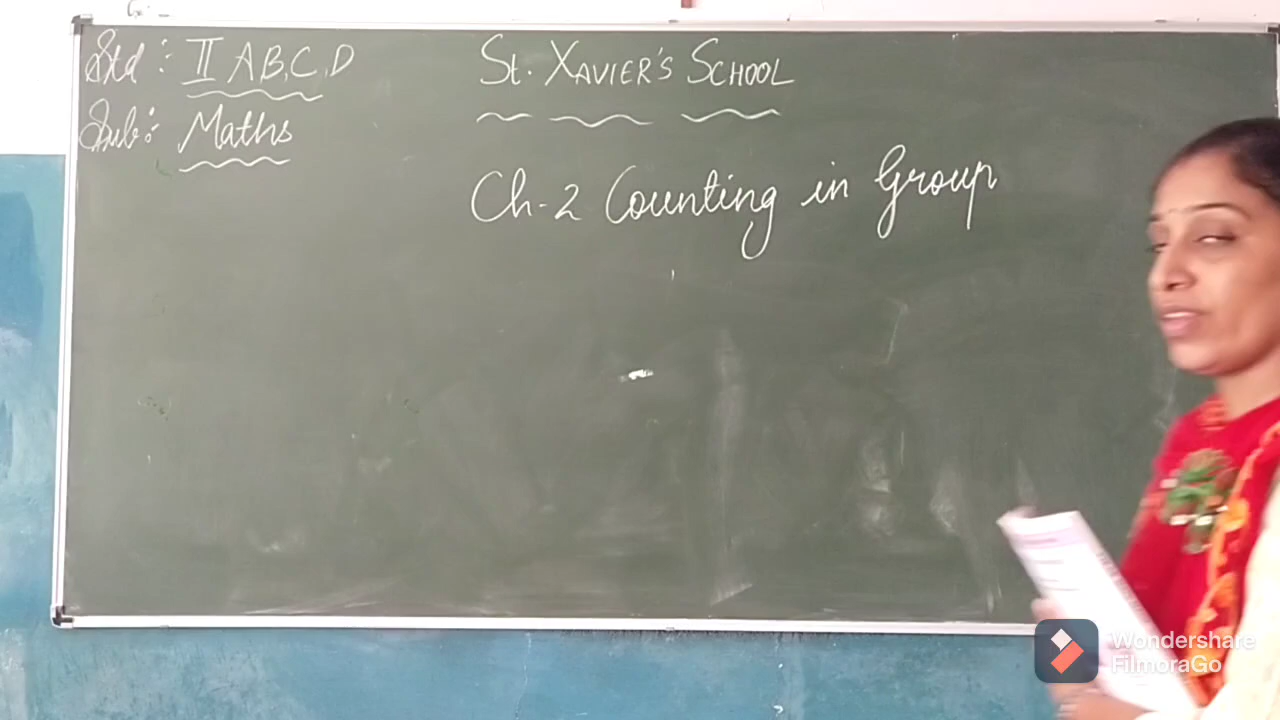 Std :- II A B, C, D
Sub :- Maths
St. XAVIER'S SCHOOL
Ch-2 Counting in Group
Wondershare
FilmoraGo